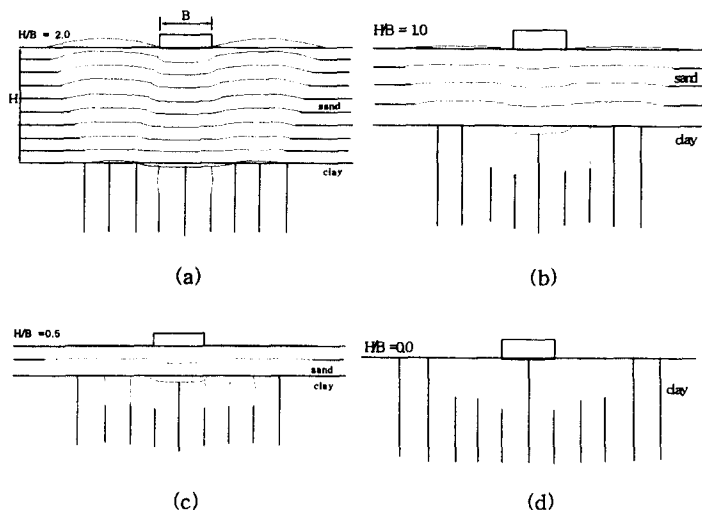 B
H/B = 2.0
H
sand
clay
(a)
H/B = 1.0
sand
clay
(b)
H/B =0.5
sand
clay
(c)
H/B =0.0
clay
(d)